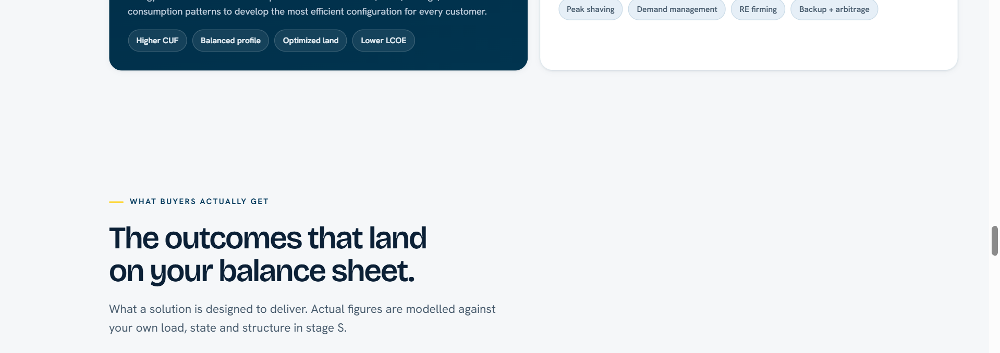 consumption patterns to develop the most efficient configuration for every customer.
Higher CUF
Balanced profile
Optimized land
Lower LCOE
Peak shaving
Demand management
RE firming
Backup + arbitrage
WHAT BUYERS ACTUALLY GET
The outcomes that land
on your balance sheet.
What a solution is designed to deliver. Actual figures are modelled against
your own load, state and structure in stage S.